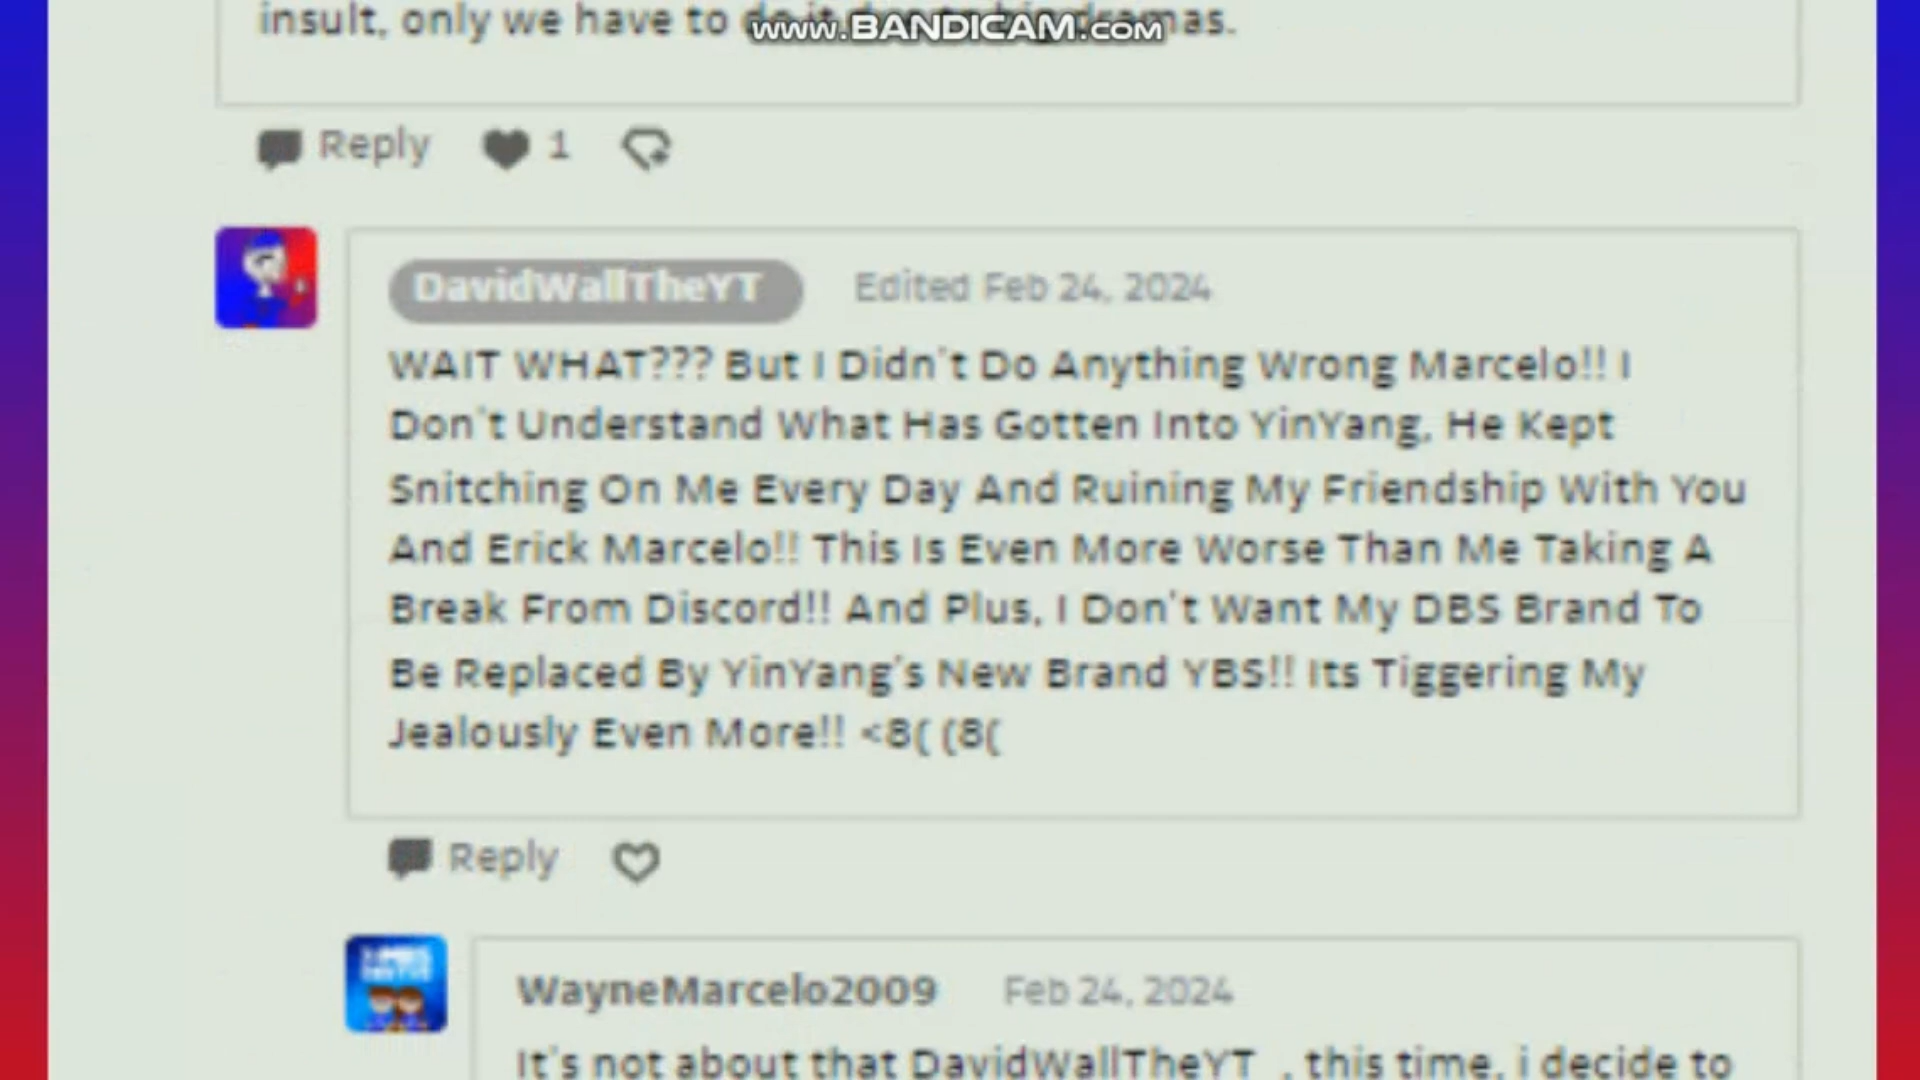 insult, only we have to do it
www.BANDICAM.com
Reply 1
DavidWallTheYT Edited Feb 24, 2024
WAIT WHAT??? But I Didn't Do Anything Wrong Marcelo!! I
Don't Understand What Has Gotten Into YinYang, He Kept
Snitching On Me Every Day And Ruining My Friendship With You
And Erick Marcelo!! This Is Even More Worse Than Me Taking A
Break From Discord!! And Plus, I Don't Want My DBS Brand To
Be Replaced By YinYang's New Brand YBS!! Its Tiggering My
Jealously Even More!! <8( (8(
Reply
WayneMarcelo2009 Feb 24, 2024
It's not about that DavidWallTheYT , this time, i decide to